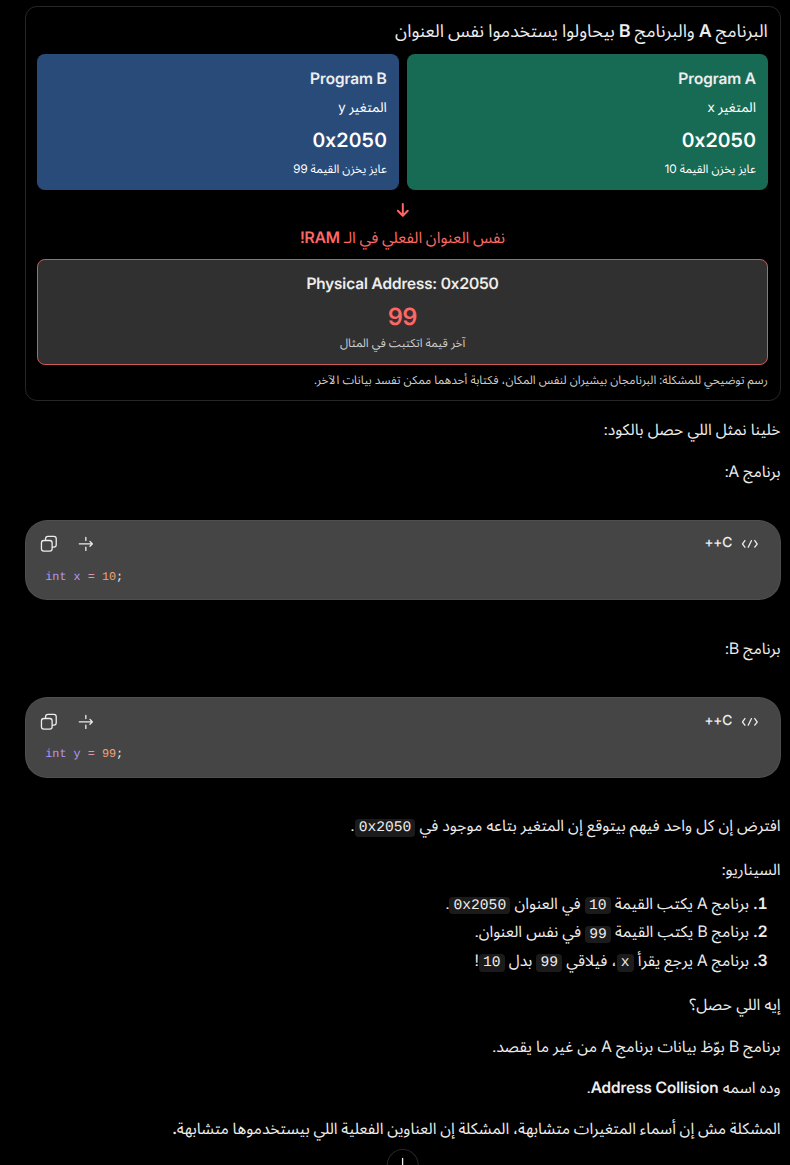 البرنامج A والبرنامج B بيحاولوا يستخدموا نفس العنوان
Program A
المتغير x
0x2050
عايز يخزن القيمة 10
Program B
المتغير y
0x2050
عايز يخزن القيمة 99
نفس العنوان الفعلي في الـ RAM!
Physical Address: 0x2050
99
آخر قيمة اتكتبت في المثال
رسم توضيحي للمشكلة: البرنامجان بيشيران لنفس المكان، فكتابة أحدهما ممكن تفسد بيانات الآخر.
خلينا نمثل اللي حصل بالكود:
برنامج A:
C++
int x = 10;
برنامج B:
C++
int y = 99;
افترض إن كل واحد فيهم بيتوقع إن المتغير بتاعه موجود في 0x2050.
السيناريو:
1. برنامج A يكتب القيمة 10 في العنوان 0x2050.
2. برنامج B يكتب القيمة 99 في نفس العنوان.
3. برنامج A يرجع يقرأ x، فيلاقي 99 بدل 10!
إيه اللي حصل؟
برنامج B بوّظ بيانات برنامج A من غير ما يقصد.
وده اسمه Address Collision.
المشكلة مش إن أسماء المتغيرات متشابهة، المشكلة إن العناوين الفعلية اللي بيستخدموها متشابهة.